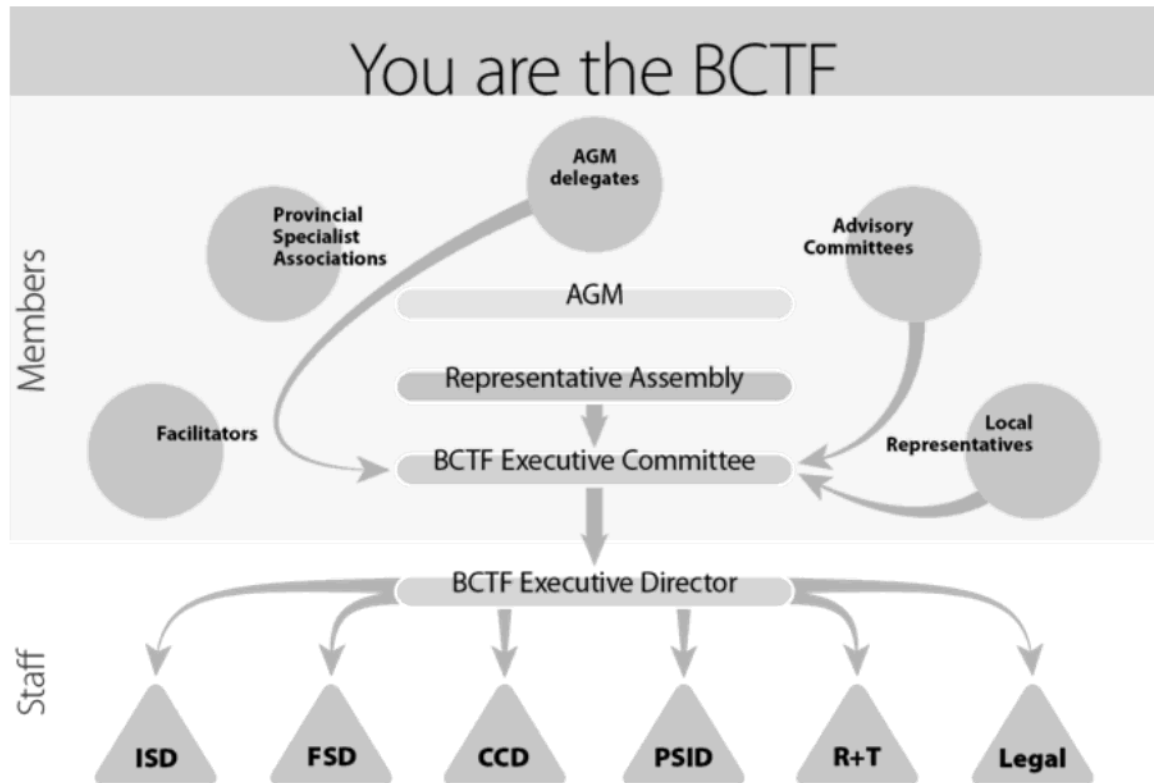 You are the BCTF
Members
AGM
delegates
Provincial
Specialist
Associations
Advisory
Committees
AGM
Representative Assembly
Facilitators
Local
Representatives
BCTF Executive Committee
Staff
BCTF Executive Director
ISD
FSD
CCD
PSID
R+T
Legal